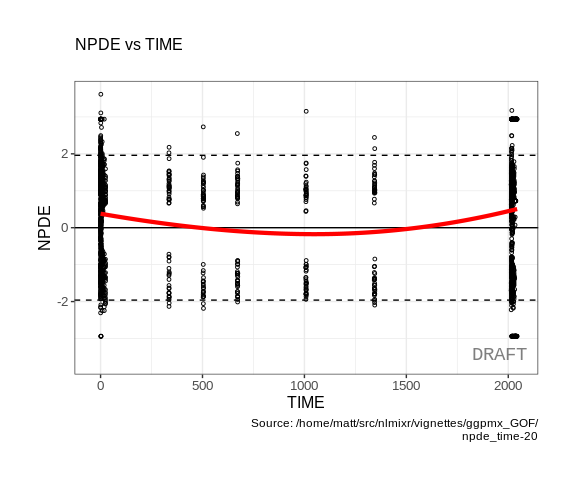 NPDE vs TIME
NPDE
2
0
-2
DRAFT
0 500 1000 1500 2000
TIME
Source: /home/matt/src/nlmixr/vignettes/ggpmx_GOF/
npde_time-20